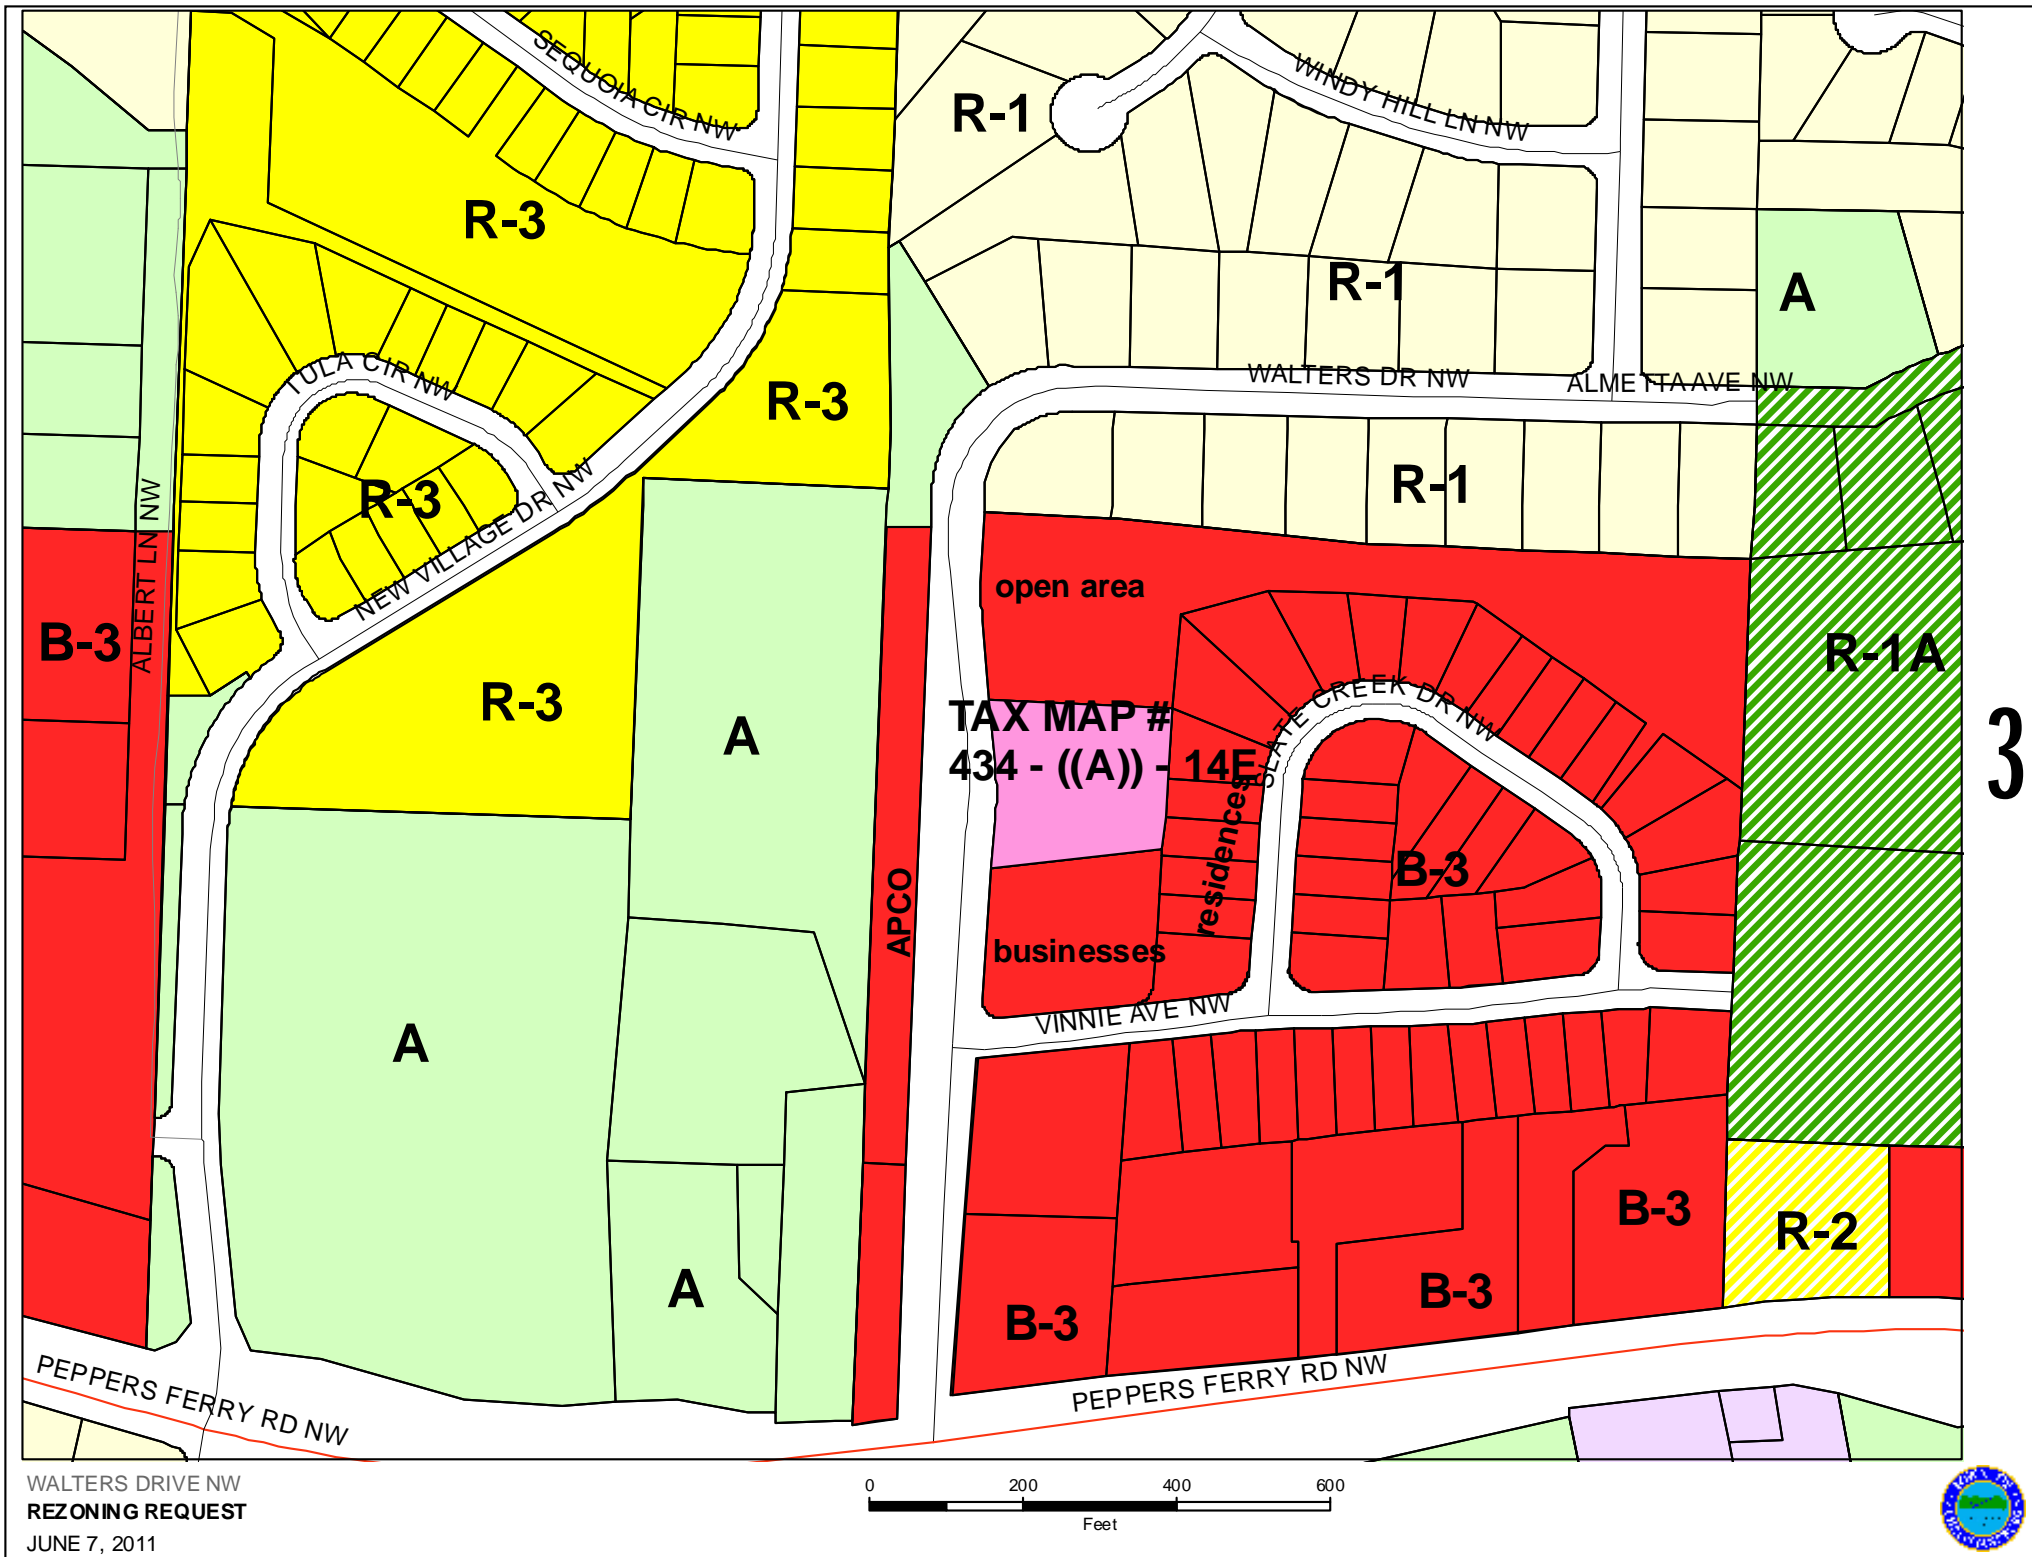 SEQUOIA CIR NW
WINDY HILL LN NW
R-1
R-3
R-1
A
TULA CIR NW
R-3
WALTERS DR NW
ALMETTA AVE NW
R-3
R-1
ALBERT LN NW
NEW VILLAGE DR NW
open area
B-3
R-1A
R-3
A
TAX MAP #
434 - ((A)) - 14E
SLATE CREEK DR NW
3
residences
B-3
APCO
businesses
VINNIE AVE NW
A
B-3
R-2
A
B-3
B-3
PEPPERS FERRY RD NW
PEPPERS FERRY RD NW
WALTERS DRIVE NW
REZONING REQUEST
JUNE 7, 2011
0 200 400 600
Feet